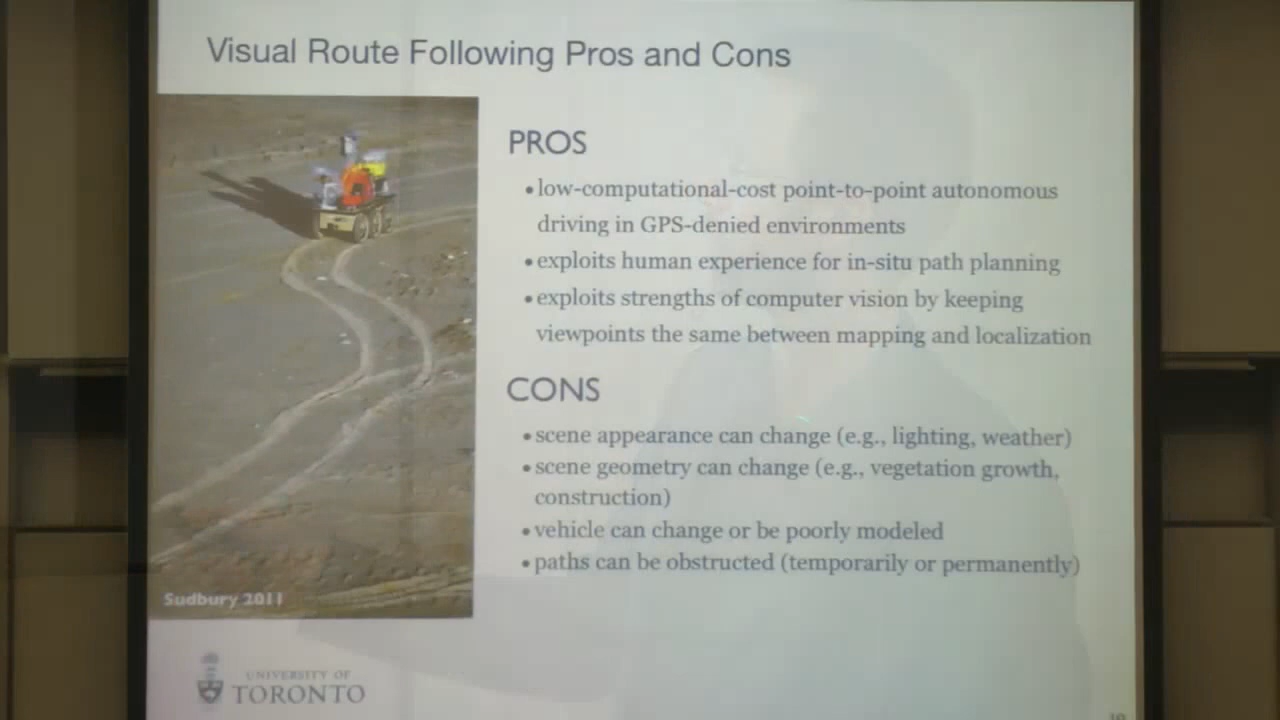 Visual Route Following Pros and Cons
PROS
•low-computational-cost point-to-point autonomous
driving in GPS-denied environments
•exploits human experience for in-situ path planning
•exploits strengths of computer vision by keeping
viewpoints the same between mapping and localization
CONS
•scene appearance can change (e.g., lighting, weather)
•scene geometry can change (e.g., vegetation growth,
construction)
•vehicle can change or be poorly modeled
•paths can be obstructed (temporarily or permanently)
Sudbury 2011
UNIVERSITY OF
TORONTO